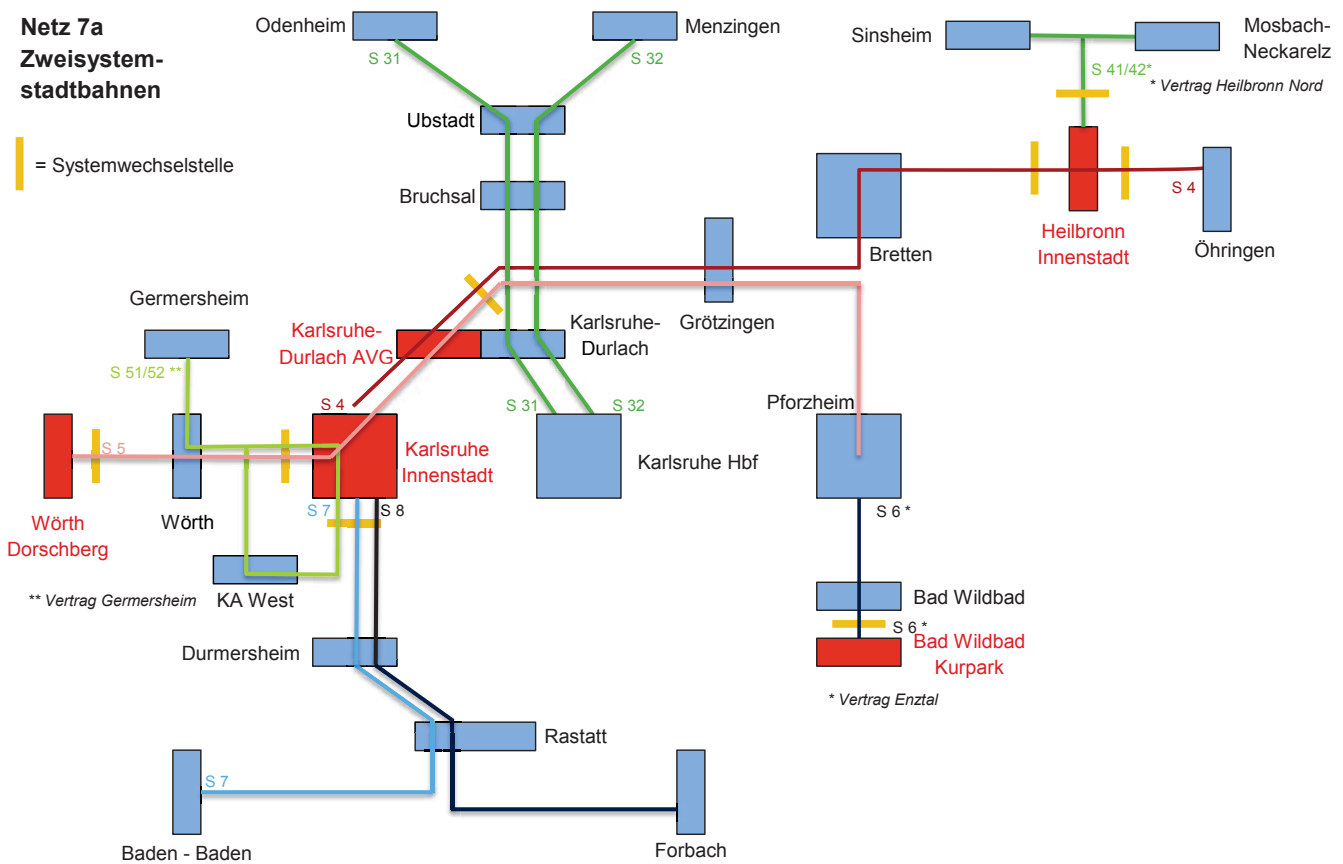 Netz 7a
Zweisystem-
stadtbahnen
= Systemwechselstelle
Odenheim
Menzingen
S 31
S 32
Sinsheim
Mosbach-
Neckarelz
S 41/42*
* Vertrag Heilbronn Nord
Ubstadt
Bruchsal
Bretten
Heilbronn
Innenstadt
S 4
Öhringen
Germersheim
S 51/52 **
Karlsruhe-
Durlach AVG
Karlsruhe-
Durlach
Grötzingen
S 4
S 31
S 32
Pforzheim
S 5
Karlsruhe
Innenstadt
Karlsruhe Hbf
Wörth
Dorschberg
Wörth
S 7
S 8
S 6 *
KA West
** Vertrag Germersheim
Bad Wildbad
S 6 *
Bad Wildbad
Kurpark
* Vertrag Enztal
Durmersheim
Rastatt
S 7
Baden - Baden
Forbach